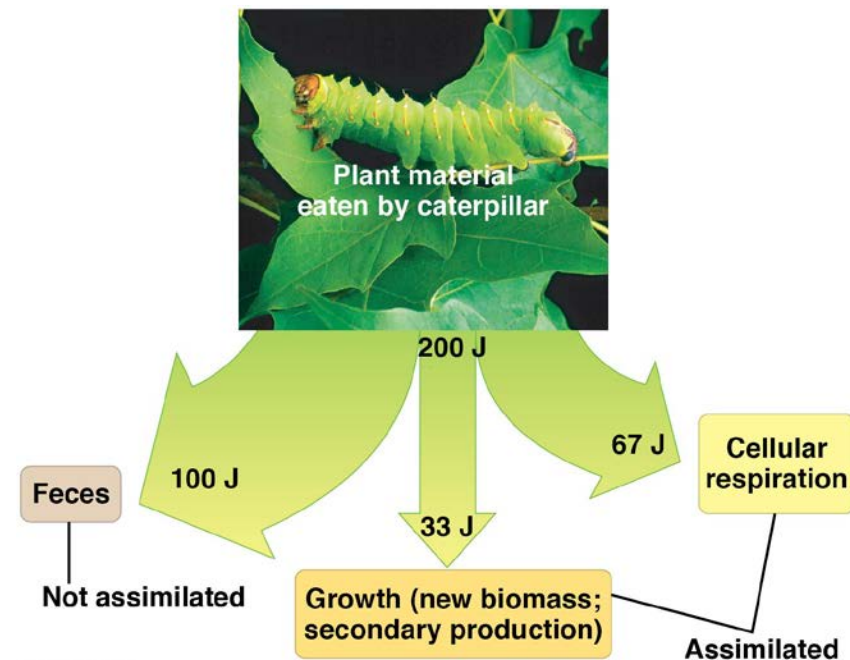 Plant material
eaten by caterpillar
200 J
100 J
67 J
33 J
Feces
Cellular
respiration
Not assimilated
Growth (new biomass;
secondary production)
Assimilated